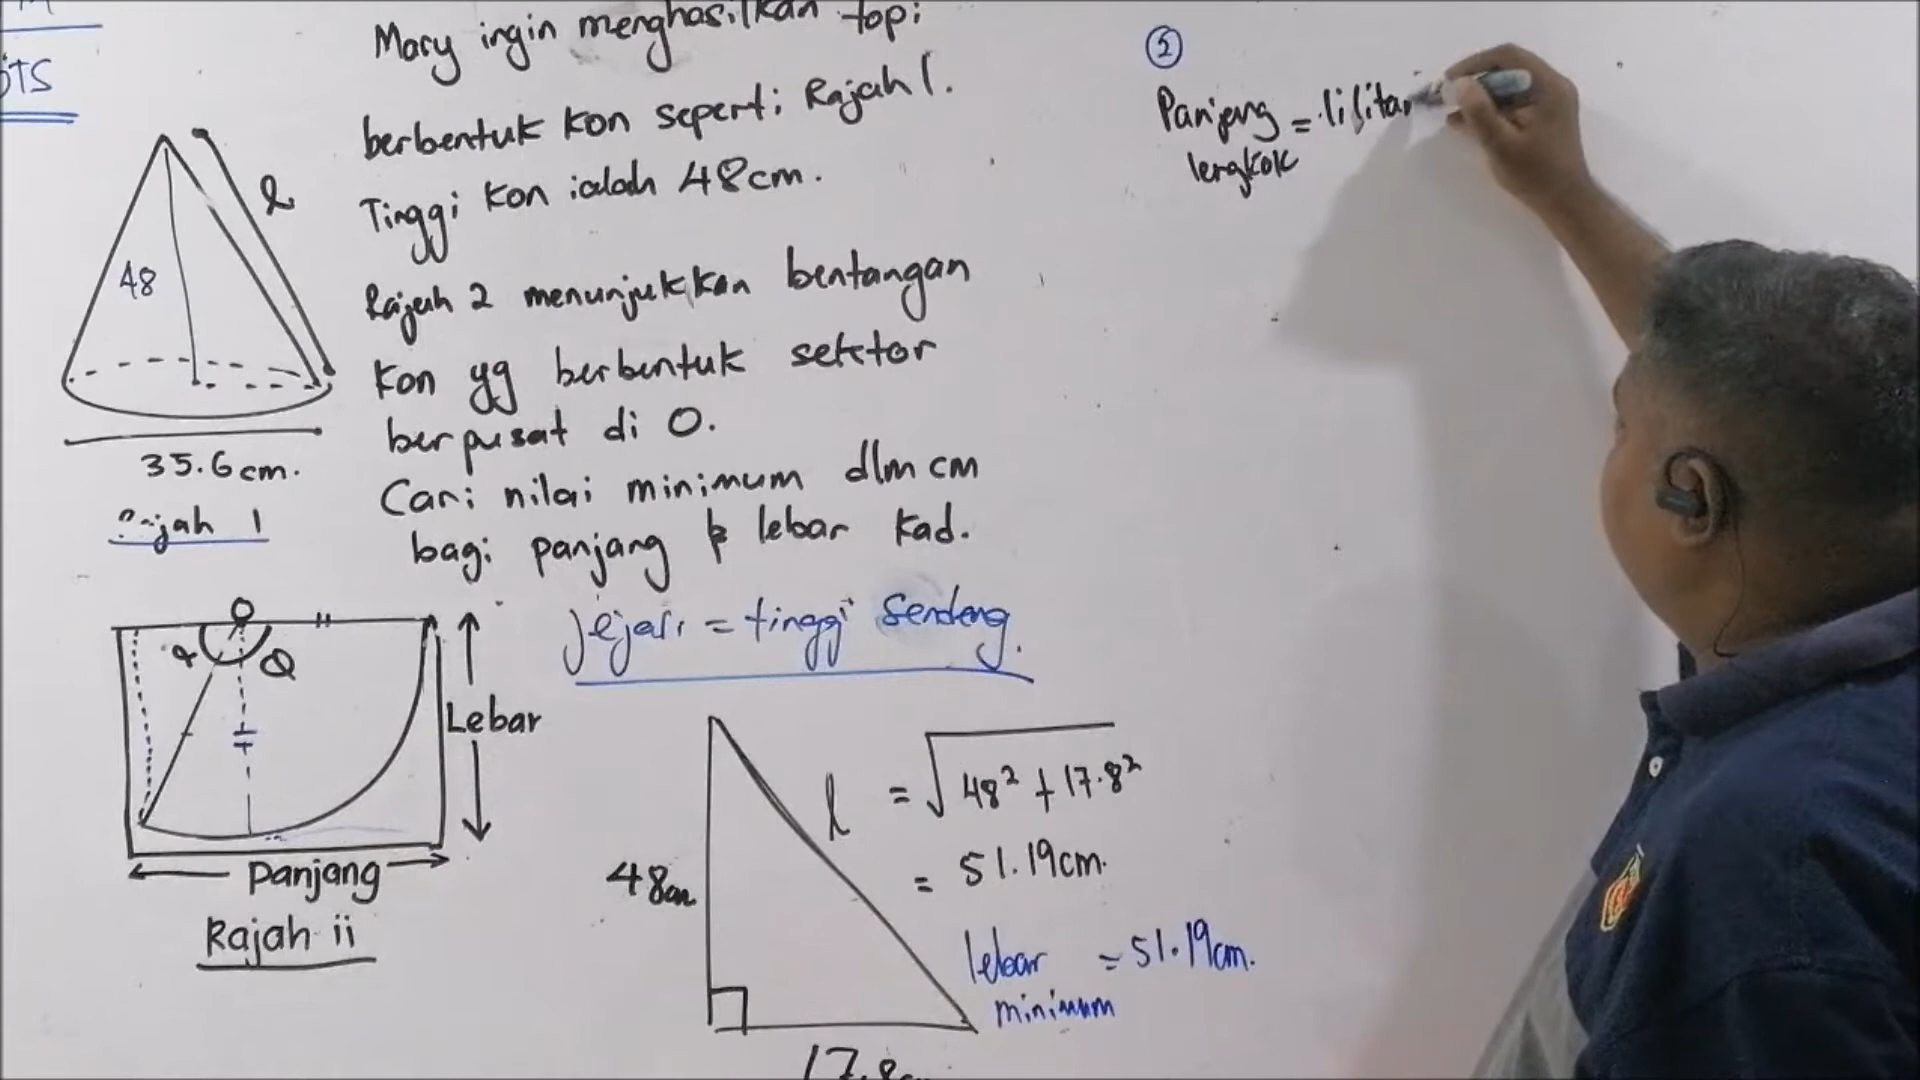 OTS
Mary ingin menghasilkan topi
berbentuk kon seperti Rajah 1.
Tinggi kon ialah 48cm.
Rajah 2 menunjukkan bentangan
kon yg berbentuk sektor
berpusat di O.
Cari nilai minimum dlm cm
bagi panjang & lebar kad.
l
48
35.6cm.
jah 1
O
θ
Lebar
Panjang
Rajah ii
Jejari = tinggi sendeng.
l = √48² + 17.8²
= 51.19cm.
48cm
17.8cm
lebar = 51.19cm.
minimum
②
Panjang = lilitan
lengkok